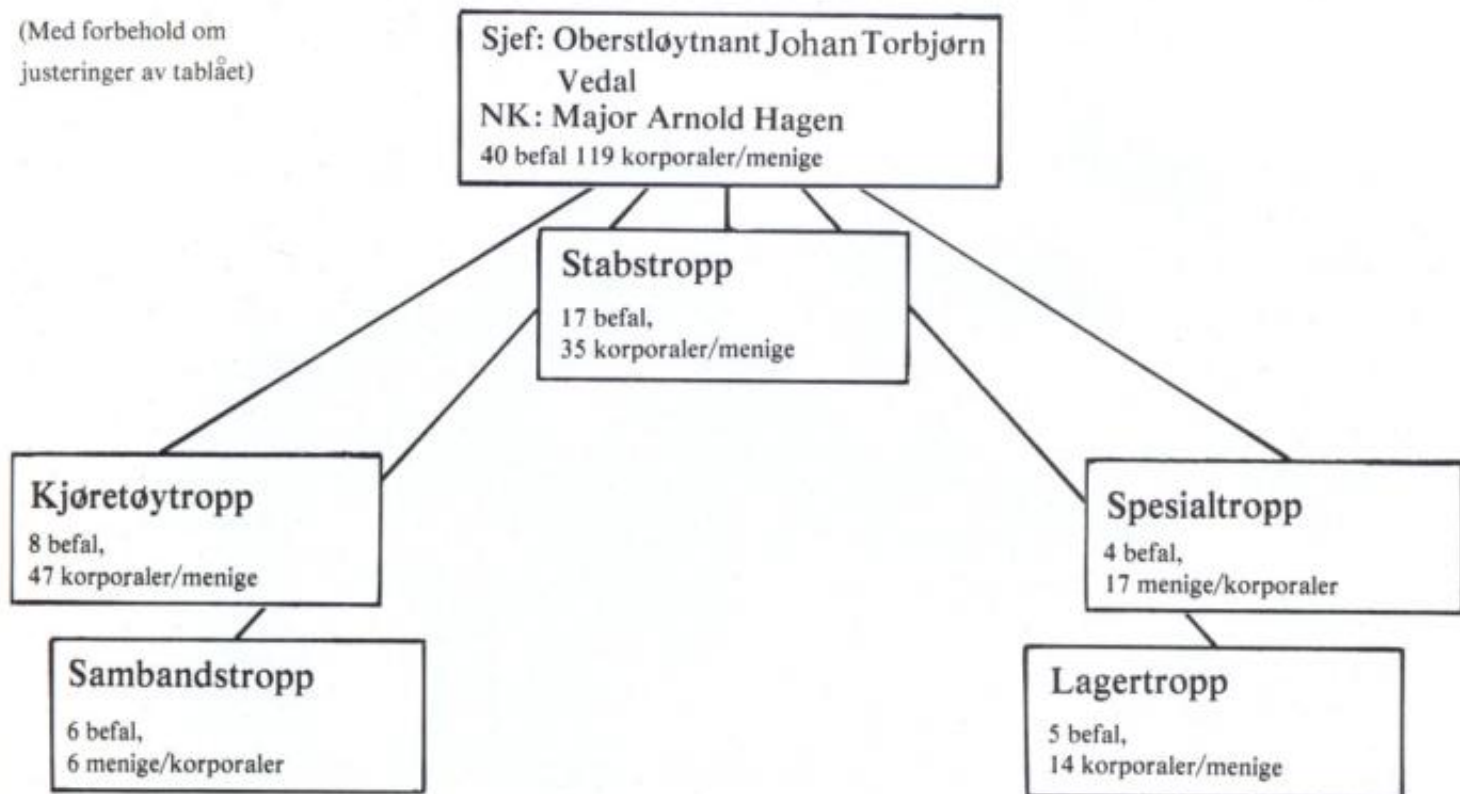 (Med forbehold om
justeringer av tablået)
Sjef: Oberstløytnant Johan Torbjørn
Vedal
NK: Major Arnold Hagen
40 befal 119 korporaler/menige
Stabstropp
17 befal,
35 korporaler/menige
Kjøretøytropp
8 befal,
47 korporaler/menige
Spesialtropp
4 befal,
17 menige/korporaler
Sambandstropp
6 befal,
6 menige/korporaler
Lagertropp
5 befal,
14 korporaler/menige